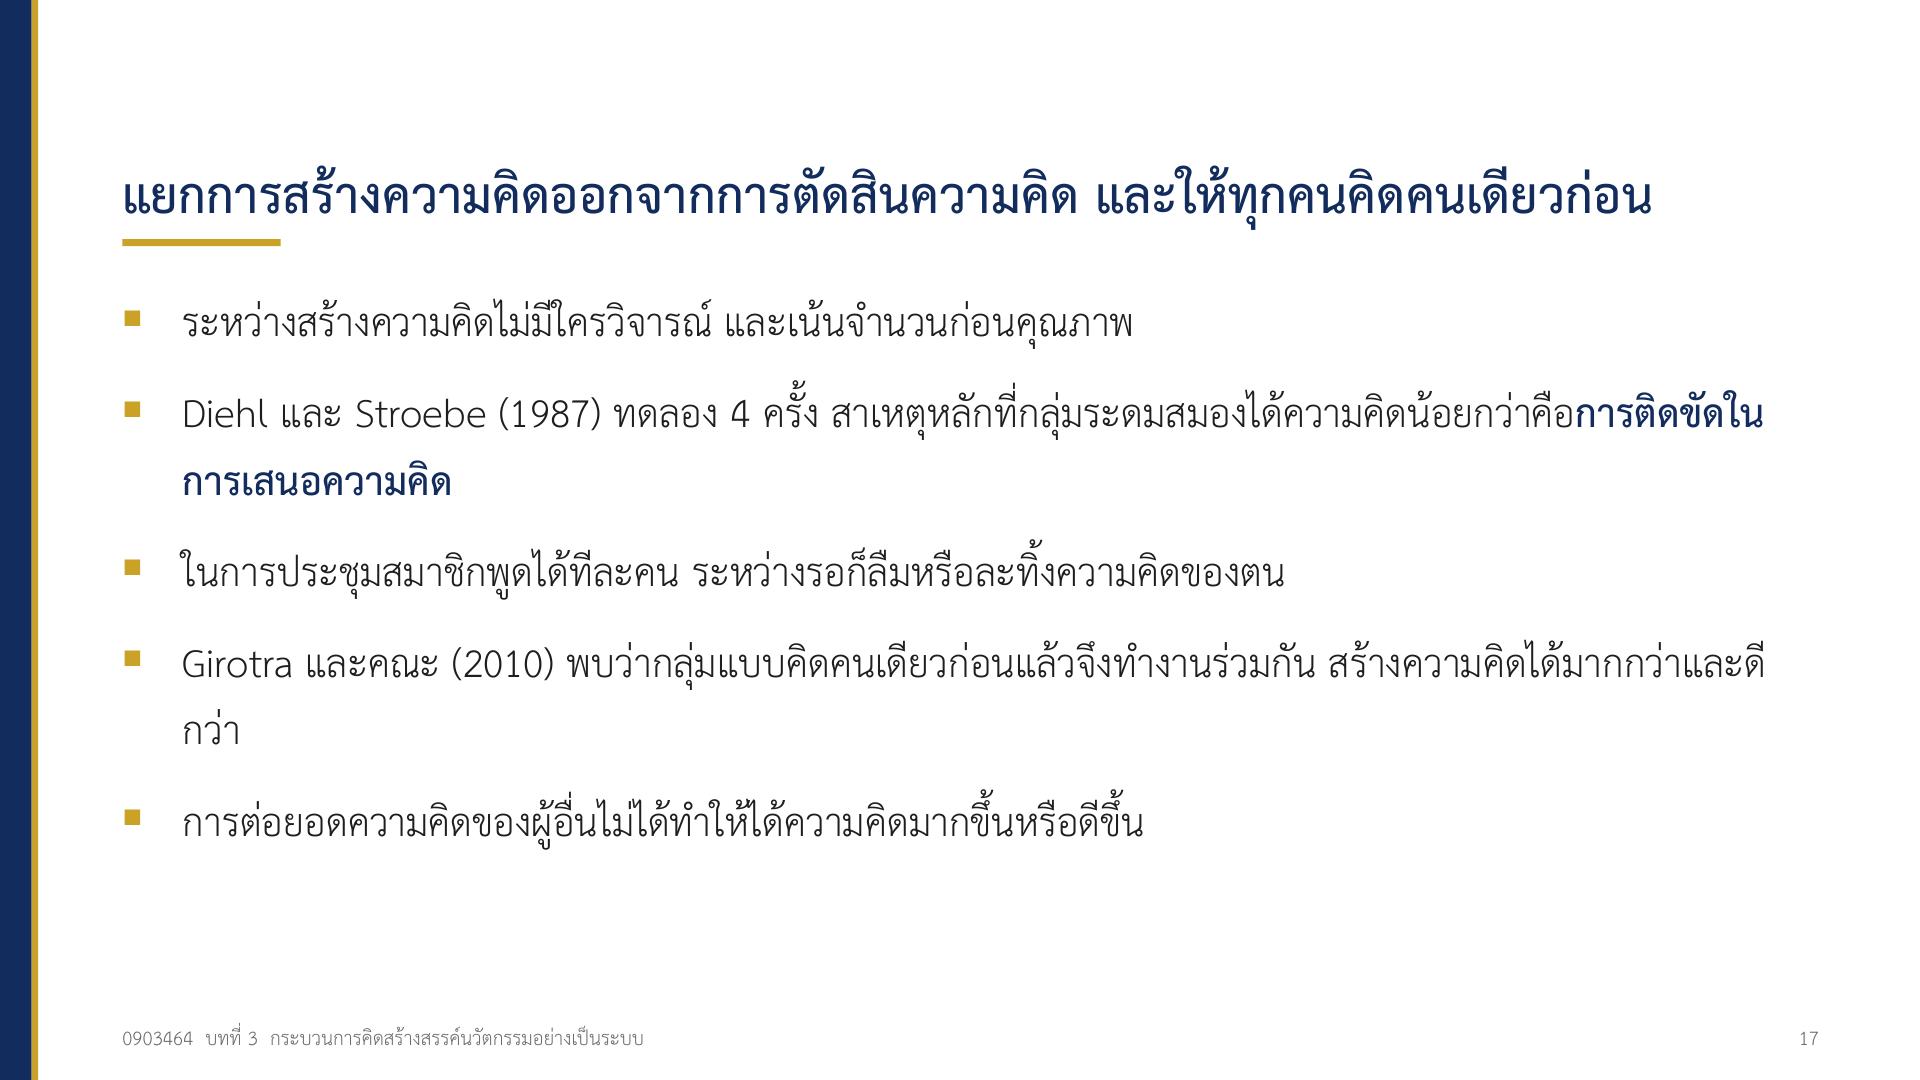 แยกการสร้างความคิดออกจากการตัดสินความคิด และให้ทุกคนคิดคนเดียวก่อน
ระหว่างสร้างความคิดไม่มีใครวิจารณ์ และเน้นจำนวนก่อนคุณภาพ
Diehl และ Stroebe (1987) ทดลอง 4 ครั้ง สาเหตุหลักที่กลุ่มระดมสมองได้ความคิดน้อยกว่าคือการติดขัดใน
การเสนอความคิด
ในการประชุมสมาชิกพูดได้ทีละคน ระหว่างรอก็ลืมหรือละทิ้งความคิดของตน
Girotra และคณะ (2010) พบว่ากลุ่มแบบคิดคนเดียวก่อนแล้วจึงทำงานร่วมกัน สร้างความคิดได้มากกว่าและดี
กว่า
การต่อยอดความคิดของผู้อื่นไม่ได้ทำให้ได้ความคิดมากขึ้นหรือดีขึ้น
0903464 บทที่ 3 กระบวนการคิดสร้างสรรค์นวัตกรรมอย่างเป็นระบบ
17